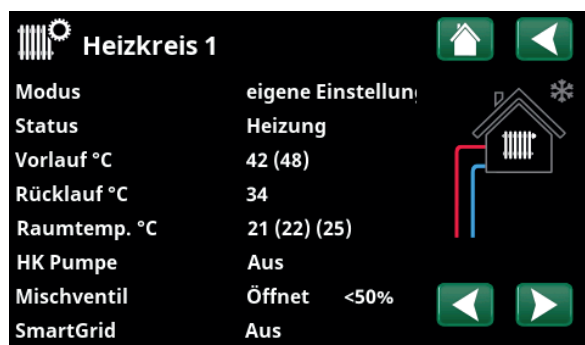 Heizkreis 1
Modus eigene Einstellun
Status Heizung
Vorlauf °C 42 (48)
Rücklauf °C 34
Raumtemp. °C 21 (22) (25)
HK Pumpe Aus
Mischventil Öffnet <50%
SmartGrid Aus